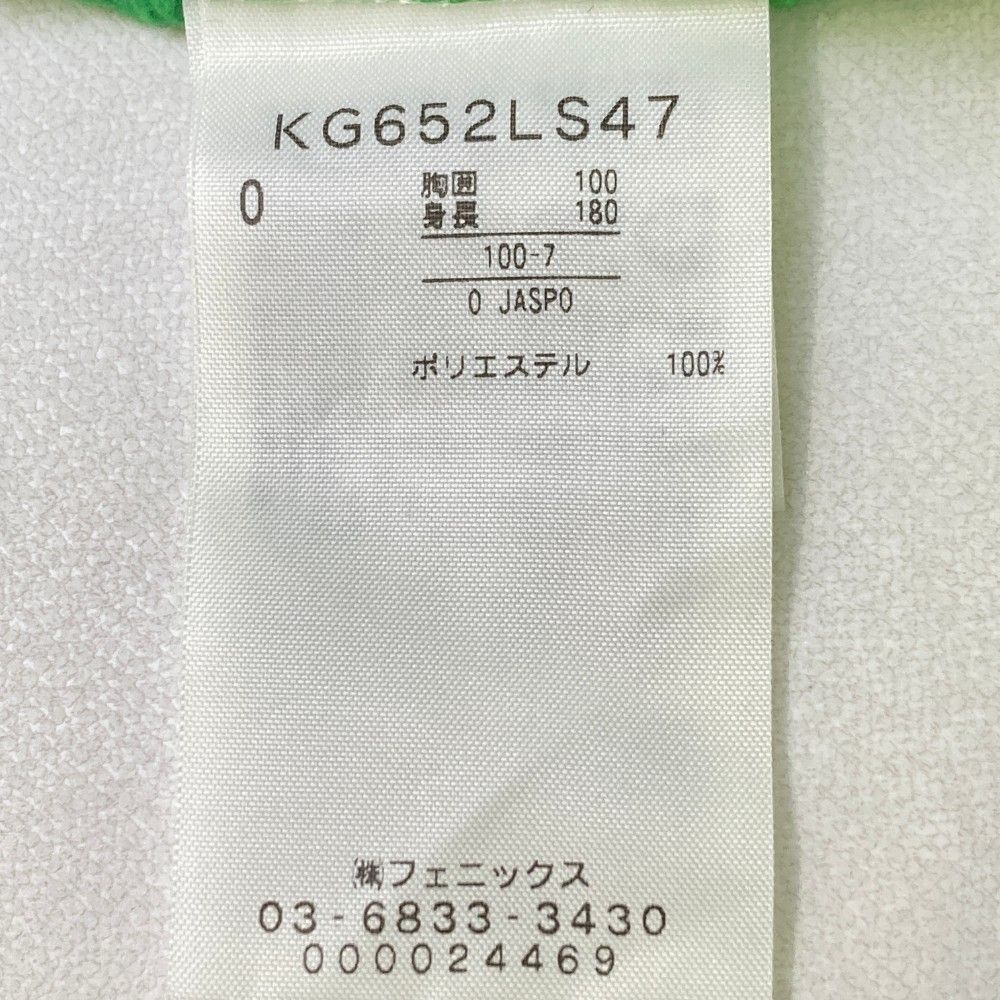 KG652LS47
0 胸囲 100
身長 180
100-7
0 JASPO
ポリエステル 100%
㈱フェニックス
03-6833-3430
000024469